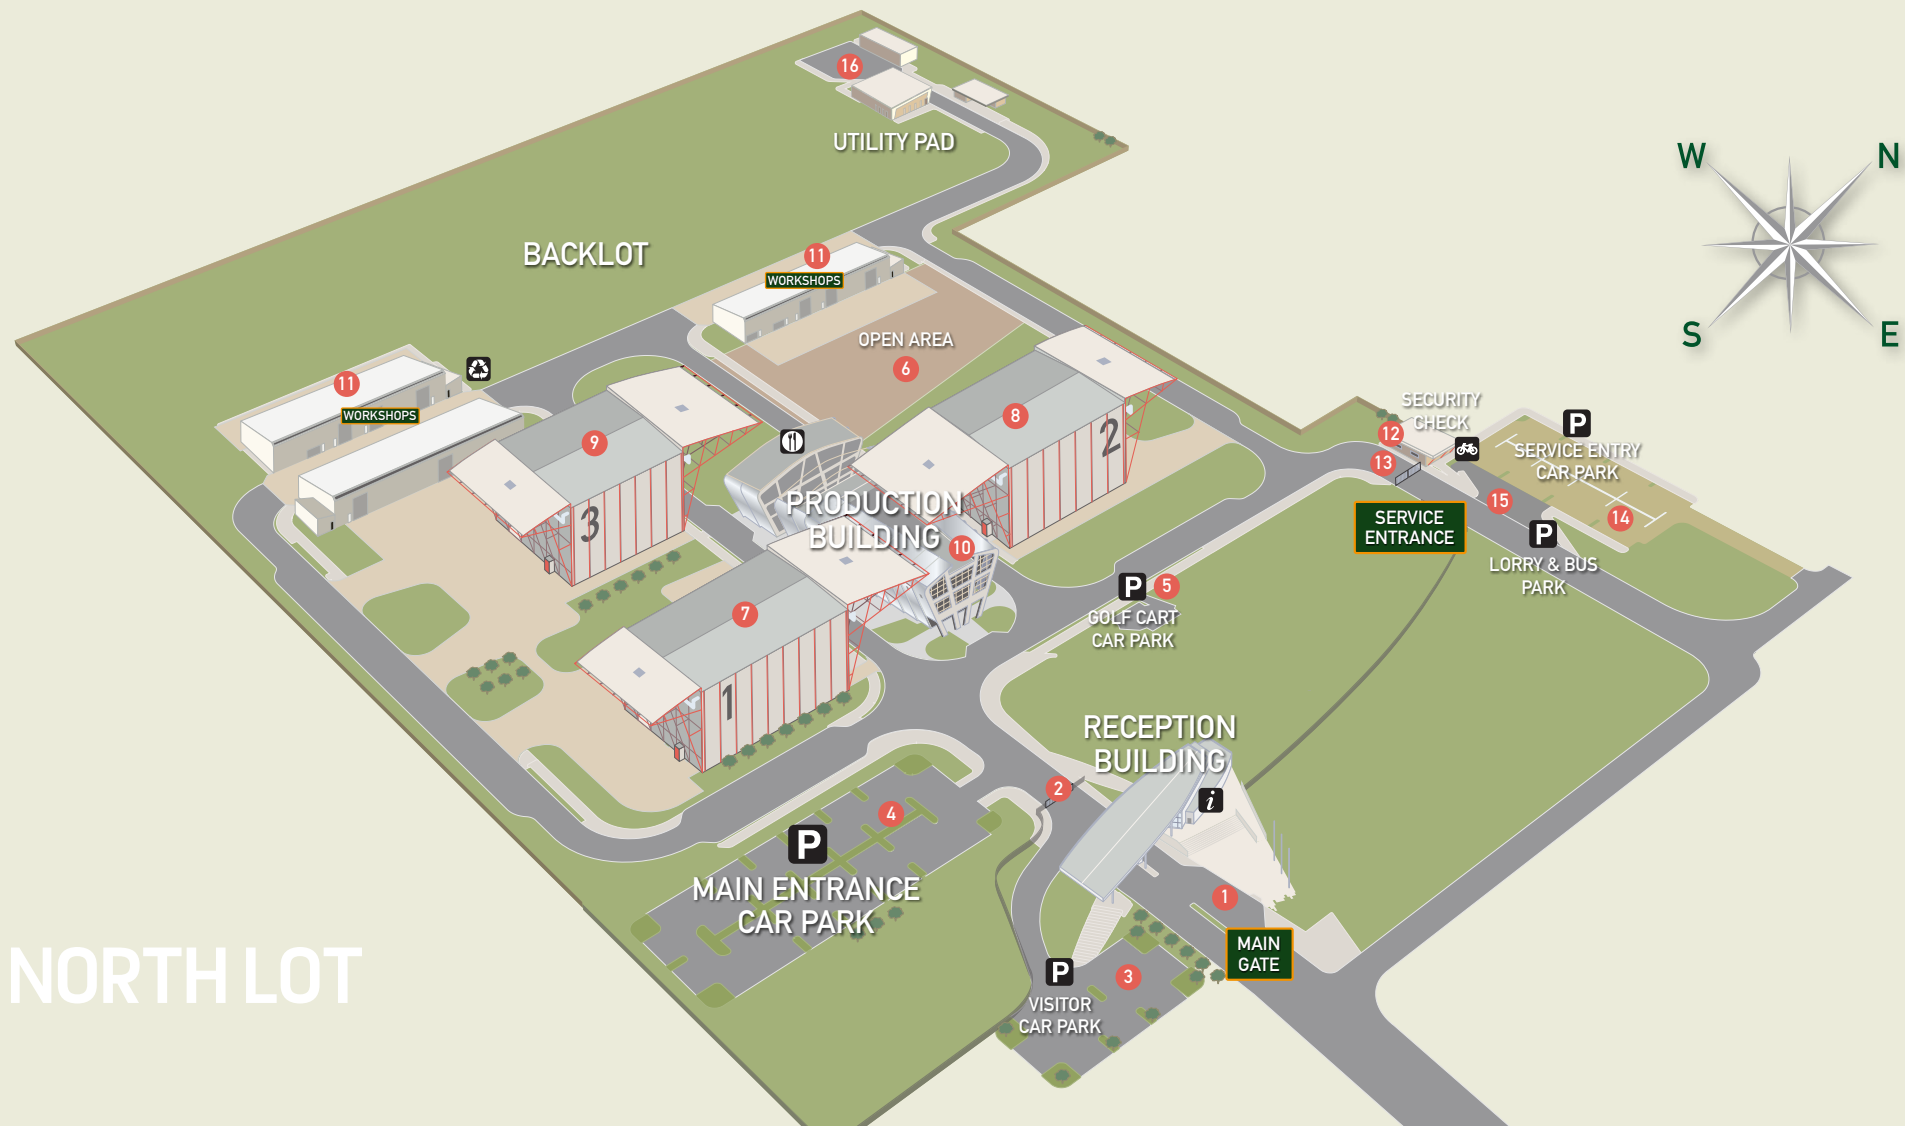 16
UTILITY PAD
W
N
S
E
BACKLOT
11
WORKSHOPS
OPEN AREA
6
11
WORKSHOPS
9
8
2
3
SECURITY
CHECK
12
13
P
SERVICE ENTRY
CAR PARK
15
14
SERVICE
ENTRANCE
P
LORRY & BUS
PARK
PRODUCTION
BUILDING
10
P
5
GOLF CART
CAR PARK
7
1
RECEPTION
BUILDING
i
2
4
P
MAIN ENTRANCE
CAR PARK
1
MAIN
GATE
P
3
VISITOR
CAR PARK
NORTH LOT